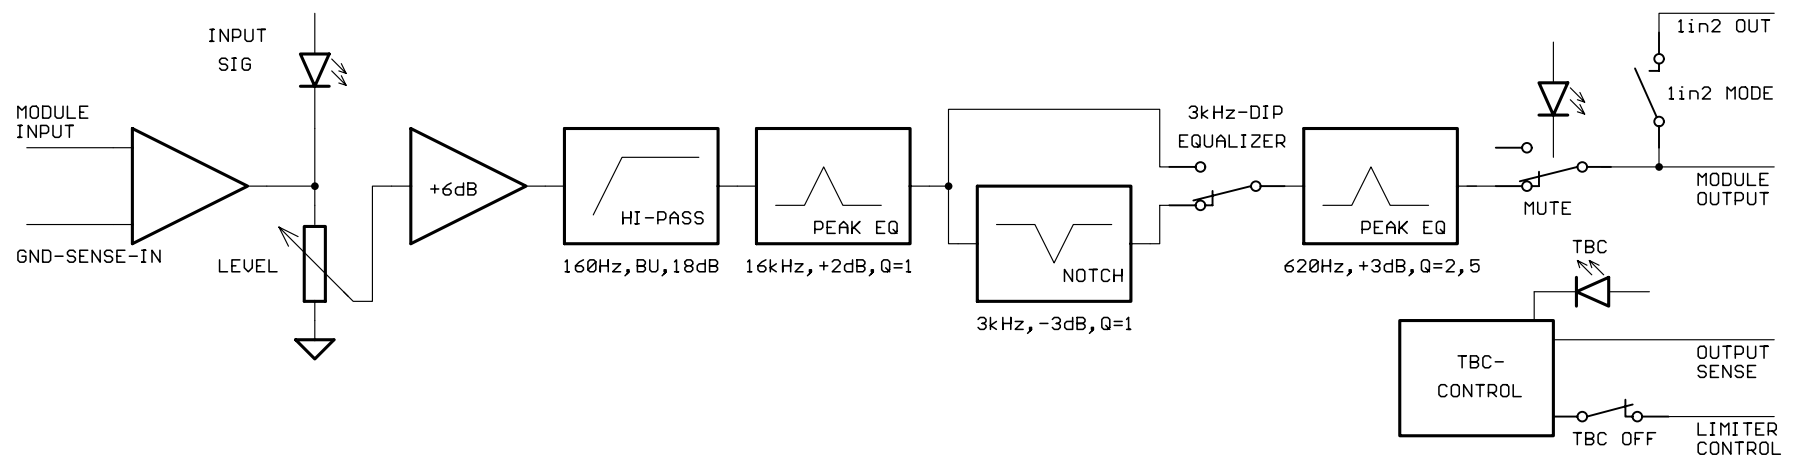 INPUT
SIG
MODULE
INPUT
GND-SENSE-IN
LEVEL
+6dB
HI-PASS
160Hz,BU,18dB
PEAK EQ
16kHz,+2dB,Q=1
NOTCH
3kHz,-3dB,Q=1
3kHz-DIP
EQUALIZER
PEAK EQ
620Hz,+3dB,Q=2,5
MUTE
1in2 OUT
1in2 MODE
MODULE
OUTPUT
TBC
TBC-
CONTROL
OUTPUT
SENSE
TBC OFF
LIMITER
CONTROL